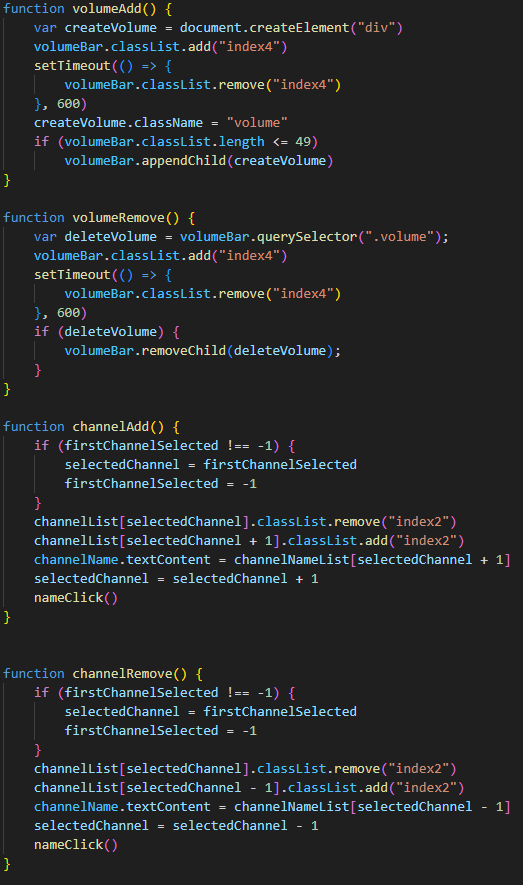 function volumeAdd() {
    var createVolume = document.createElement("div")
    volumeBar.classList.add("index4")
    setTimeout(() => {
        volumeBar.classList.remove("index4")
    }, 600)
    createVolume.className = "volume"
    if (volumeBar.classList.length <= 49)
        volumeBar.appendChild(createVolume)
}

function volumeRemove() {
    var deleteVolume = volumeBar.querySelector(".volume");
    volumeBar.classList.add("index4")
    setTimeout(() => {
        volumeBar.classList.remove("index4")
    }, 600)
    if (deleteVolume) {
        volumeBar.removeChild(deleteVolume);
    }
}

function channelAdd() {
    if (firstChannelSelected !== -1) {
        selectedChannel = firstChannelSelected
        firstChannelSelected = -1
    }
    channelList[selectedChannel].classList.remove("index2")
    channelList[selectedChannel + 1].classList.add("index2")
    channelName.textContent = channelNameList[selectedChannel + 1]
    selectedChannel = selectedChannel + 1
    nameClick()
}


function channelRemove() {
    if (firstChannelSelected !== -1) {
        selectedChannel = firstChannelSelected
        firstChannelSelected = -1
    }
    channelList[selectedChannel].classList.remove("index2")
    channelList[selectedChannel - 1].classList.add("index2")
    channelName.textContent = channelNameList[selectedChannel - 1]
    selectedChannel = selectedChannel - 1
    nameClick()
}